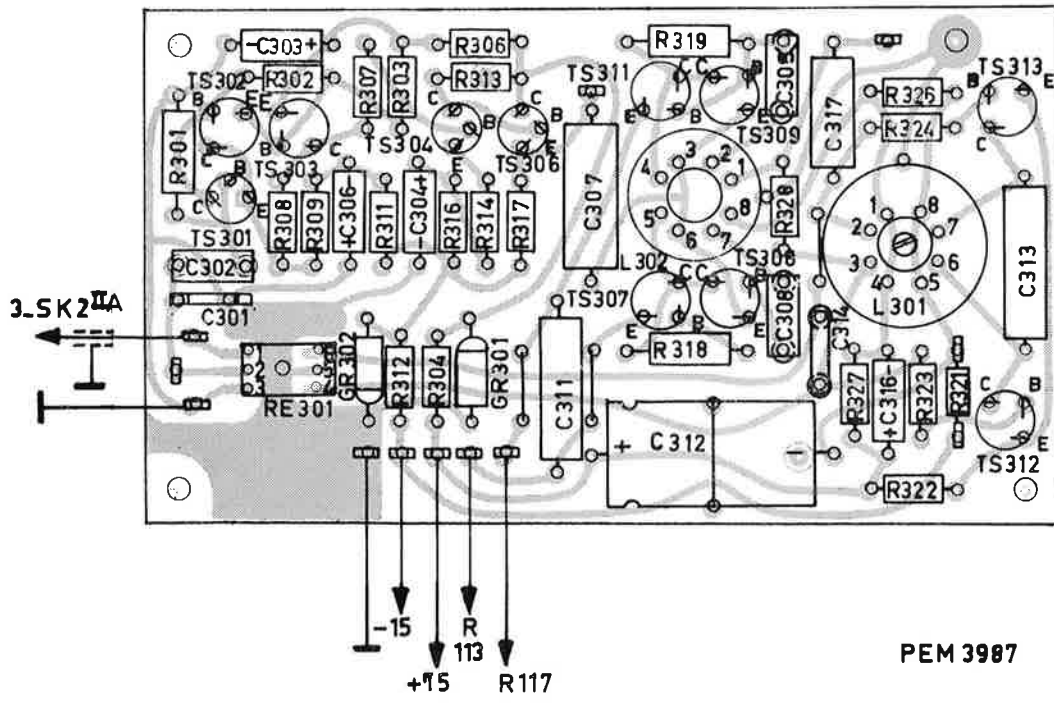 -C303+
R306
R319
TS302
E
R302
R307
R303
R313
TS311
C
C
C305
C317
R326
TS313
B
E
B
E
B
C
C
B
E
B
E
R324
R301
C
B
C
TS303
TS304
E
B
E
TS306
TS309
C
B
C
E
R308
R309
+C306
R311
-C304+
R316
R314
R317
C307
3
2
4
1
5
8
6
7
R328
1
8
2
7
3
6
4
5
L301
C313
TS301
C302
L302
C
C
TS308
B
C308
C314
3_SK2IIA
C301
TS307
E
B
E
R318
GR302
R312
R304
GR301
C311
R327
+C316-
R323
R321
C
B
E
TS312
2
3
RE301
+
C312
-
R322
-15
R
113
+15
R117
PEM 3987